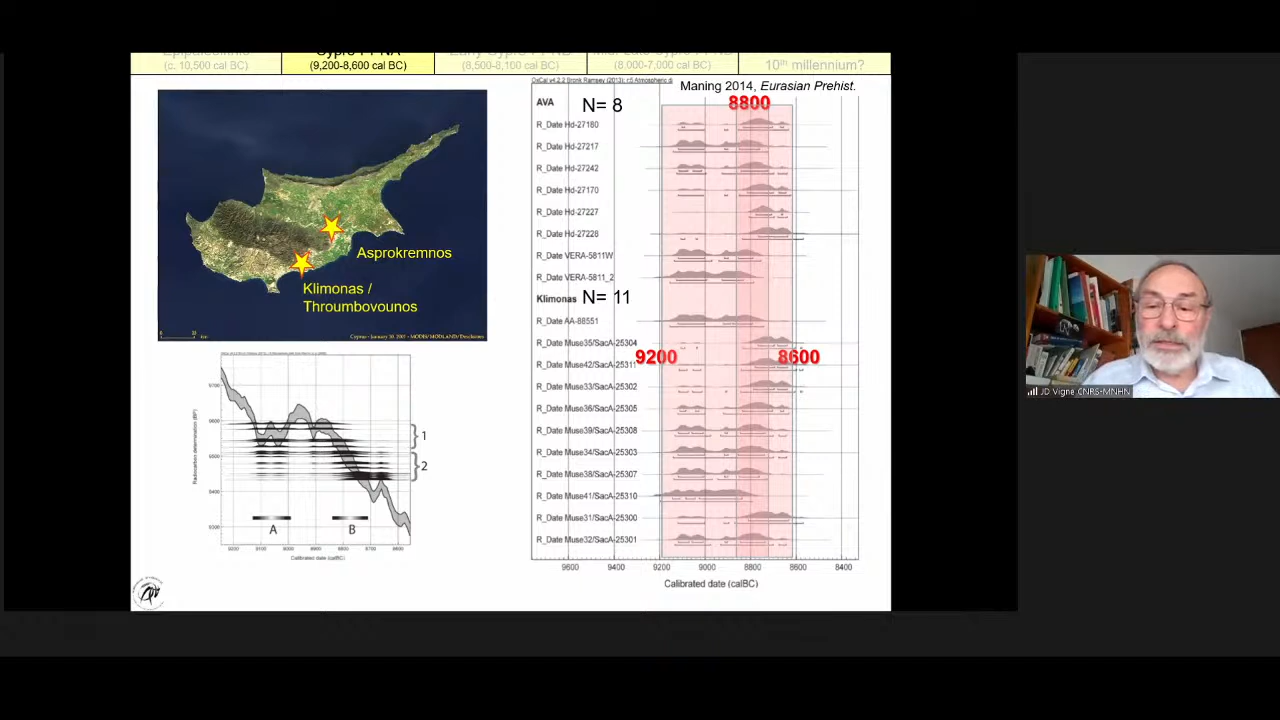 (c. 10,500 cal BC)
Cypro-PPNA
(9,200-8,600 cal BC)
(8,500-8,100 cal BC)
(8.000-7,000 cal BC)
10th millennium?
Asprokremnos
Klimonas /
Throumbovounos
Maning 2014, Eurasian Prehist.
8800
AVA N= 8
R_Date Hd-27180
R_Date Hd-27217
R_Date Hd-27242
R_Date Hd-27170
R_Date Hd-27227
R_Date Hd-27228
R_Date VERA-5811W
R_Date VERA-5811_2
Klimonas N= 11
R_Date AA-88551
R_Date Muse35/SacA-25304
9200 8600
R_Date Muse42/SacA-25311
R_Date Muse33/SacA-25302
R_Date Muse36/SacA-25305
R_Date Muse39/SacA-25308
R_Date Muse34/SacA-25303
R_Date Muse38/SacA-25307
R_Date Muse41/SacA-25310
R_Date Muse31/SacA-25300
R_Date Muse32/SacA-25301
9600 9400 9200 9000 8800 8600 8400
Calibrated date (calBC)
Radiocarbon determination (BP)
1
2
A B
Calibrated date (calBC)
JD Vigne CNRS-MNHN